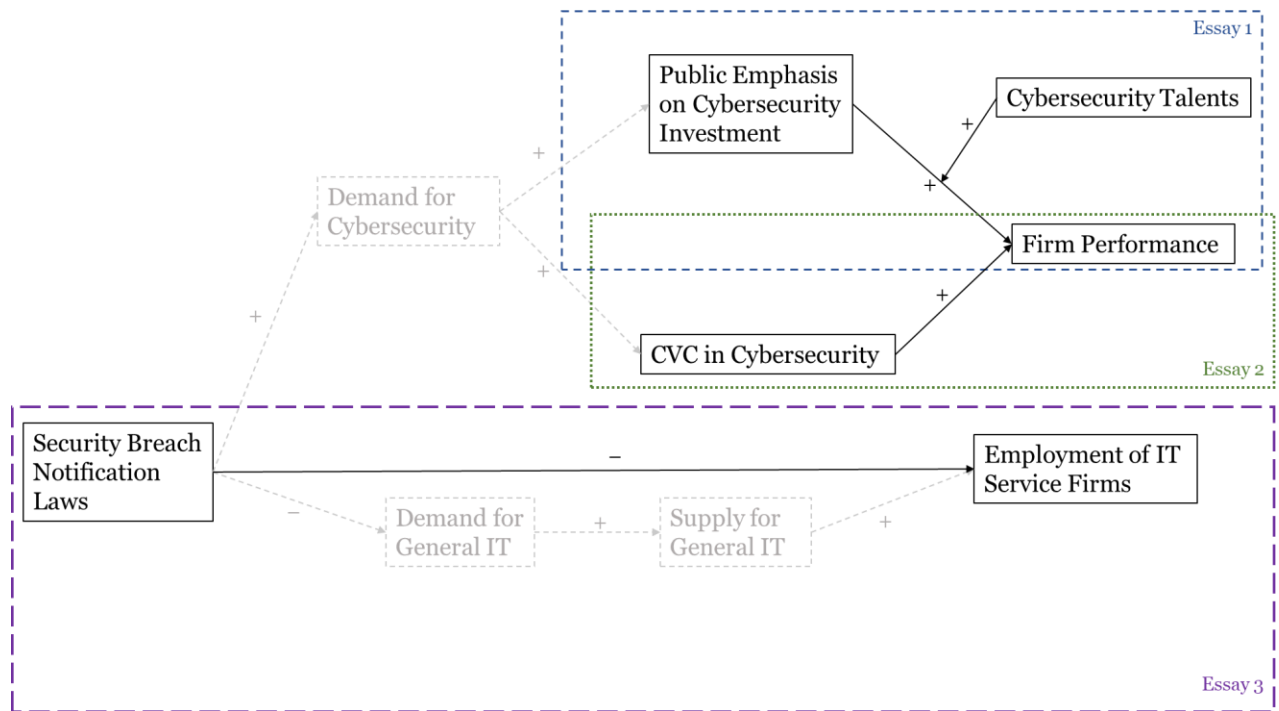 Essay 1
Public Emphasis
on Cybersecurity
Investment
Cybersecurity Talents
+
+
+
Demand for
Cybersecurity
Firm Performance
+
+
+
CVC in Cybersecurity
Essay 2
Security Breach
Notification
Laws
–
Employment of IT
Service Firms
–
Demand for
General IT
+
Supply for
General IT
+
Essay 3